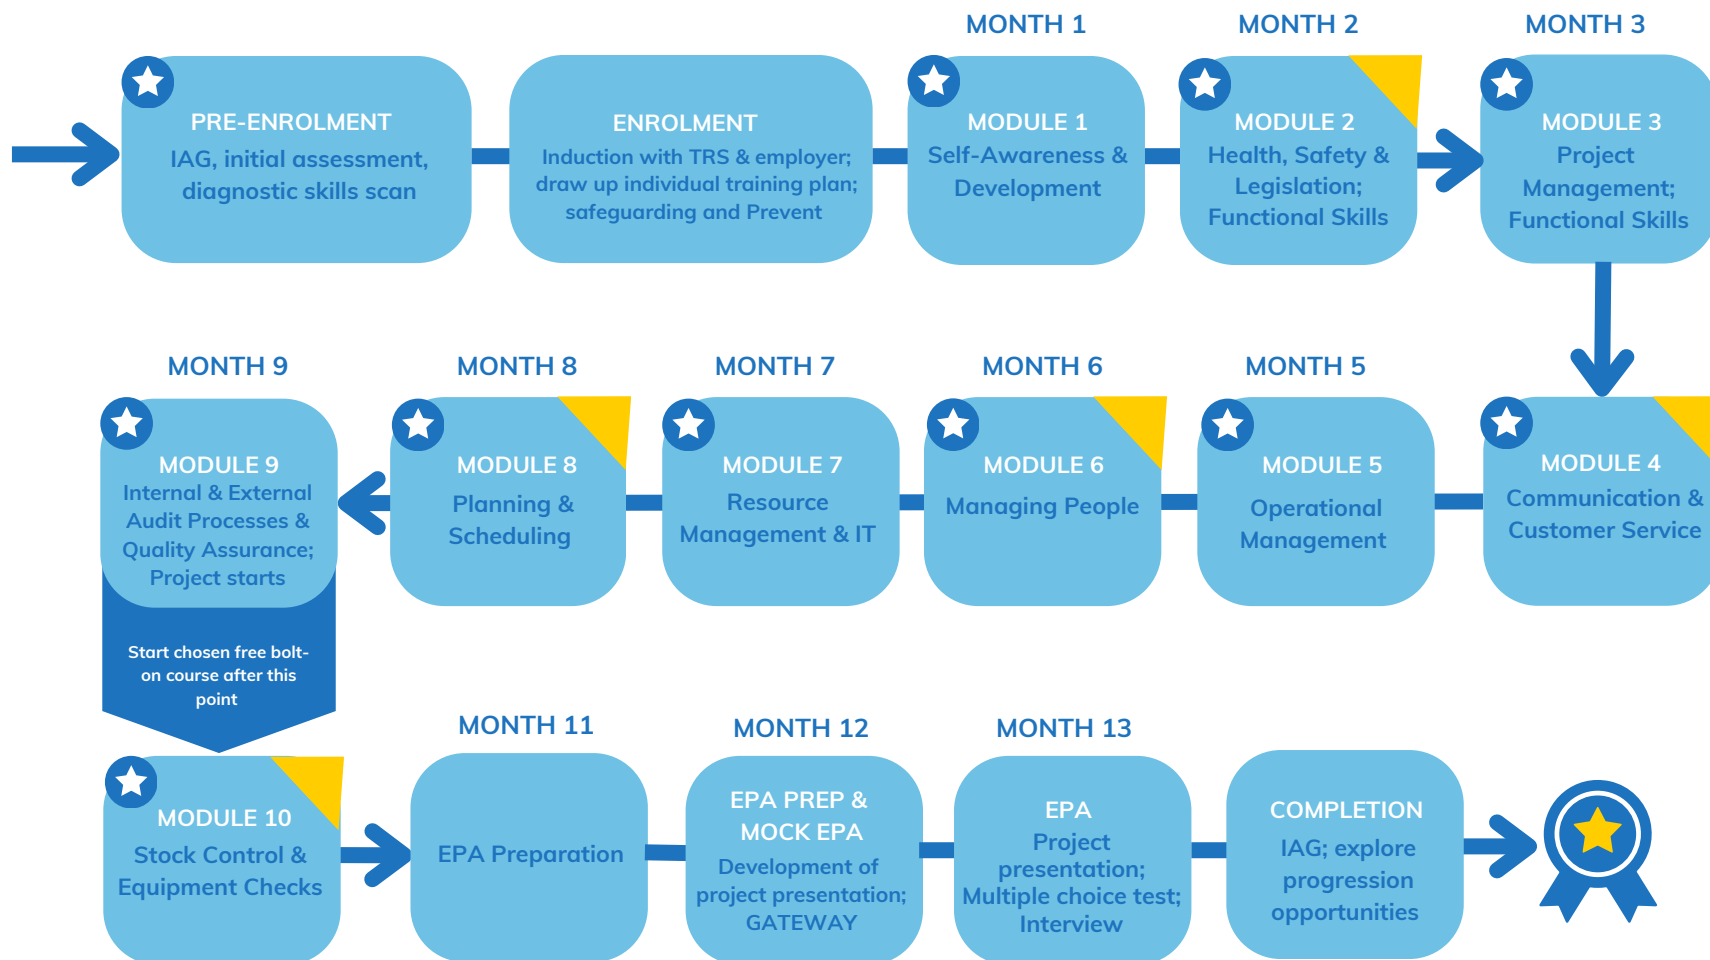 MONTH 1
MONTH 2
MONTH 3
PRE-ENROLMENT
IAG, initial assessment,
diagnostic skills scan
ENROLMENT
Induction with TRS & employer;
draw up individual training plan;
safeguarding and Prevent
MODULE 1
Self-Awareness &
Development
MODULE 2
Health, Safety &
Legislation;
Functional Skills
MODULE 3
Project
Management;
Functional Skills
MONTH 9
MONTH 8
MONTH 7
MONTH 6
MONTH 5
MODULE 9
Internal & External
Audit Processes &
Quality Assurance;
Project starts
MODULE 8
Planning &
Scheduling
MODULE 7
Resource
Management & IT
MODULE 6
Managing People
MODULE 5
Operational
Management
MODULE 4
Communication &
Customer Service
Start chosen free bolt-
on course after this
point
MONTH 11
MONTH 12
MONTH 13
MODULE 10
Stock Control &
Equipment Checks
EPA Preparation
EPA PREP &
MOCK EPA
Development of
project presentation;
GATEWAY
EPA
Project
presentation;
Multiple choice test;
Interview
COMPLETION
IAG; explore
progression
opportunities